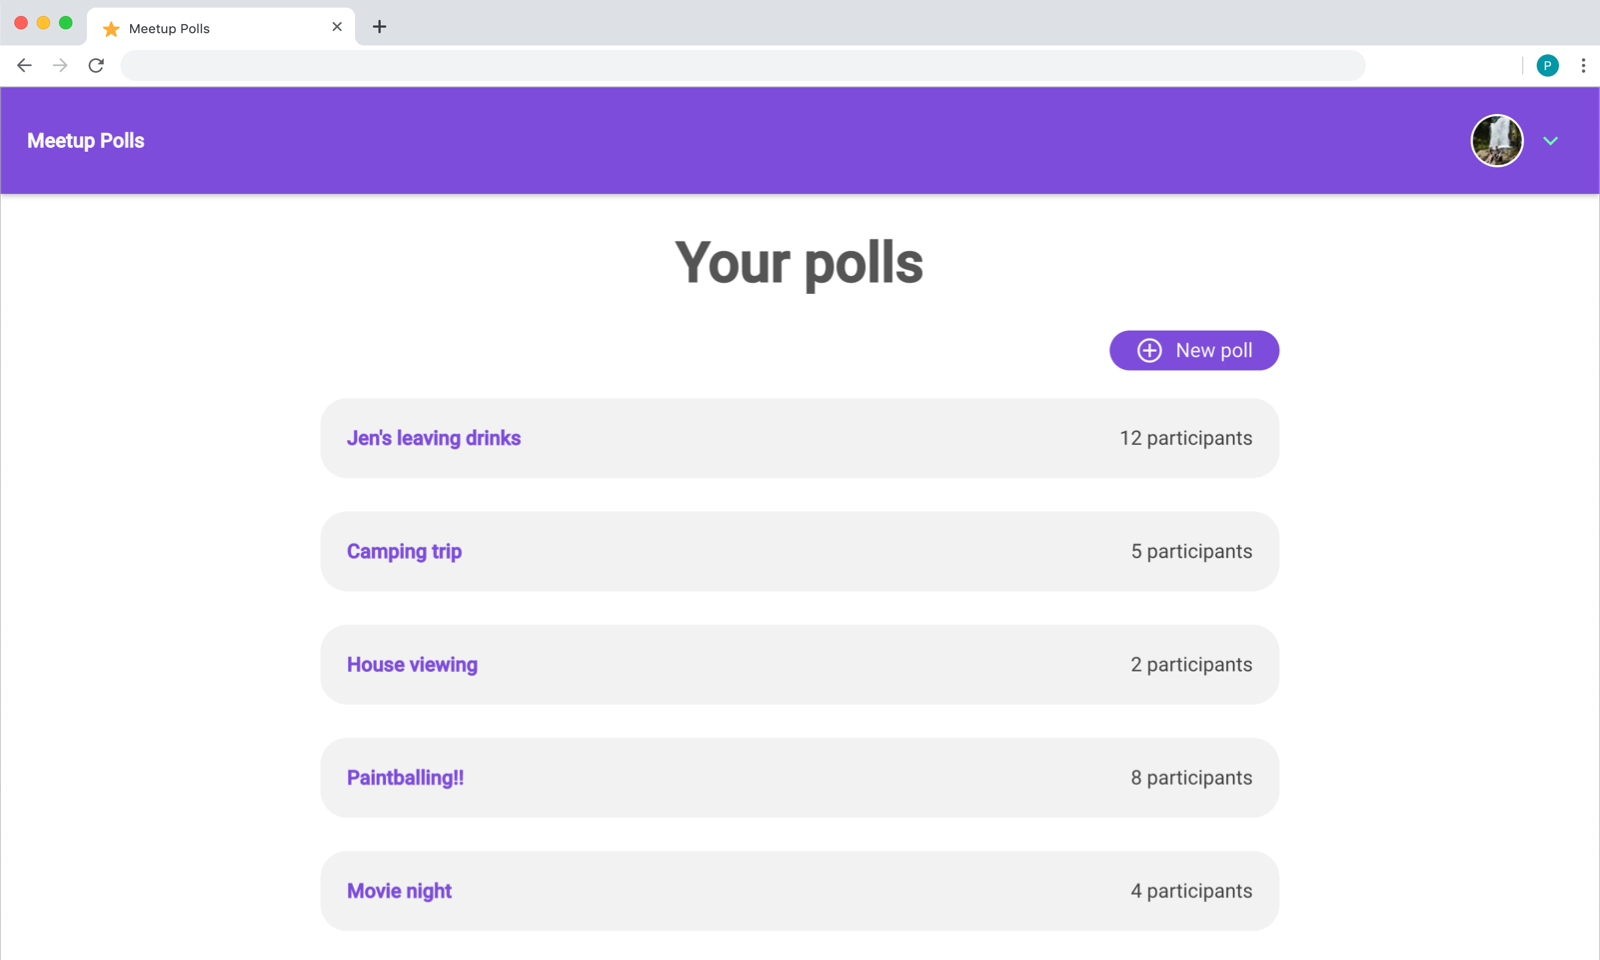 Meetup Polls
P
Meetup Polls
Your polls
New poll
Jen's leaving drinks 12 participants
Camping trip 5 participants
House viewing 2 participants
Paintballing!! 8 participants
Movie night 4 participants